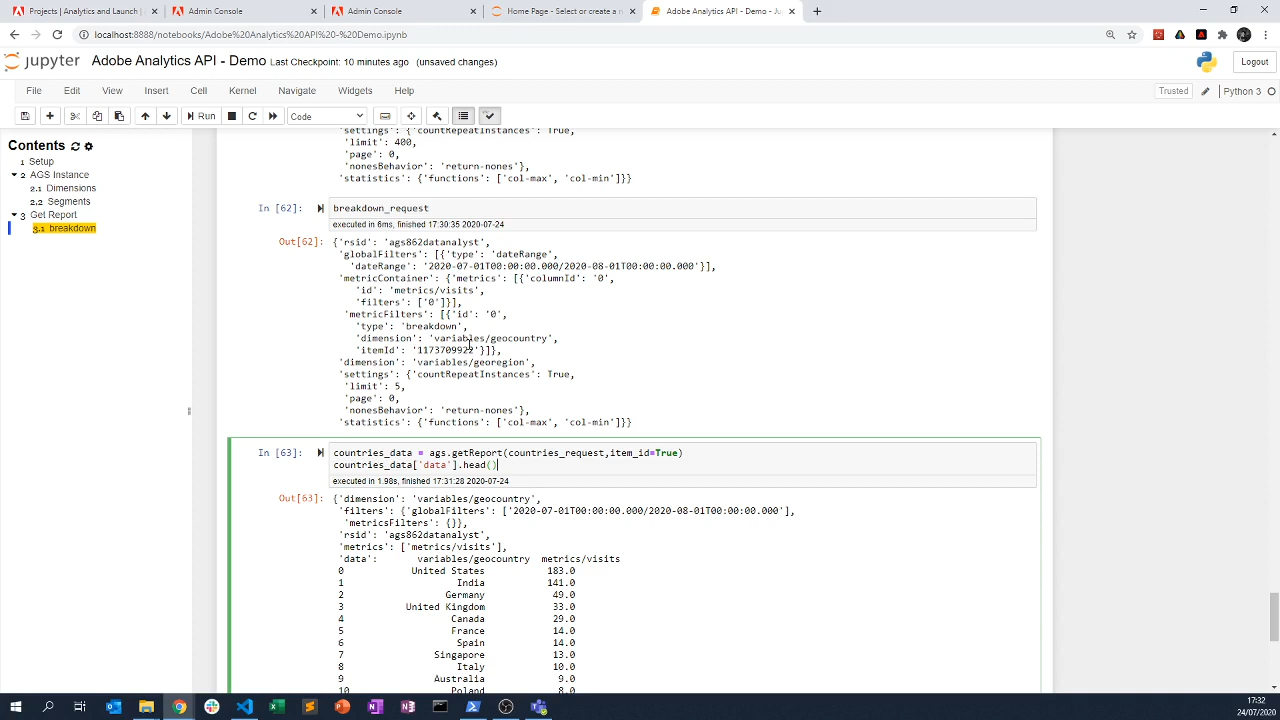 Projects | Analytics and Launch |
Admin Console
Admin Console
Home Page - Select or create a n
Adobe Analytics API - Demo - Ju
localhost:8888/notebooks/Adobe%20Analytics%20API%20-%20Demo.ipynb
jupyter Adobe Analytics API - Demo Last Checkpoint: 10 minutes ago (unsaved changes)
Logout
File Edit View Insert Cell Kernel Navigate Widgets Help
Trusted
Python 3
Run
Code
Contents
1 Setup
2 AGS Instance
2.1 Dimensions
2.2 Segments
3 Get Report
3.1 breakdown
'settings': {'countRepeatInstances': True,
'limit': 400,
'page': 0,
'nonesBehavior': 'return-nones'},
'statistics': {'functions': ['col-max', 'col-min']}}
In [62]: breakdown_request
executed in 6ms, finished 17:30:35 2020-07-24
Out[62]: {'rsid': 'ags862datanalyst',
'globalFilters': [{'type': 'dateRange',
'dateRange': '2020-07-01T00:00:00.000/2020-08-01T00:00:00.000'}],
'metricContainer': {'metrics': [{'columnId': '0',
'id': 'metrics/visits',
'filters': ['0']}],
'metricFilters': [{'id': '0',
'type': 'breakdown',
'dimension': 'variables/geocountry',
'itemId': '1173709922'}]},
'dimension': 'variables/georegion',
'settings': {'countRepeatInstances': True,
'limit': 5,
'page': 0,
'nonesBehavior': 'return-nones'},
'statistics': {'functions': ['col-max', 'col-min']}}
In [63]: countries_data = ags.getReport(countries_request,item_id=True)
countries_data['data'].head()
executed in 1.98s, finished 17:31:28 2020-07-24
Out[63]: {'dimension': 'variables/geocountry',
'filters': {'globalFilters': ['2020-07-01T00:00:00.000/2020-08-01T00:00:00.000'],
'metricsFilters': {}},
'rsid': 'ags862datanalyst',
'metrics': ['metrics/visits'],
'data': variables/geocountry metrics/visits
0 United States 183.0
1 India 141.0
2 Germany 49.0
3 United Kingdom 33.0
4 Canada 29.0
5 France 14.0
6 Spain 14.0
7 Singapore 13.0
8 Italy 10.0
9 Australia 9.0
10 Poland 8.0
17:32
24/07/2020